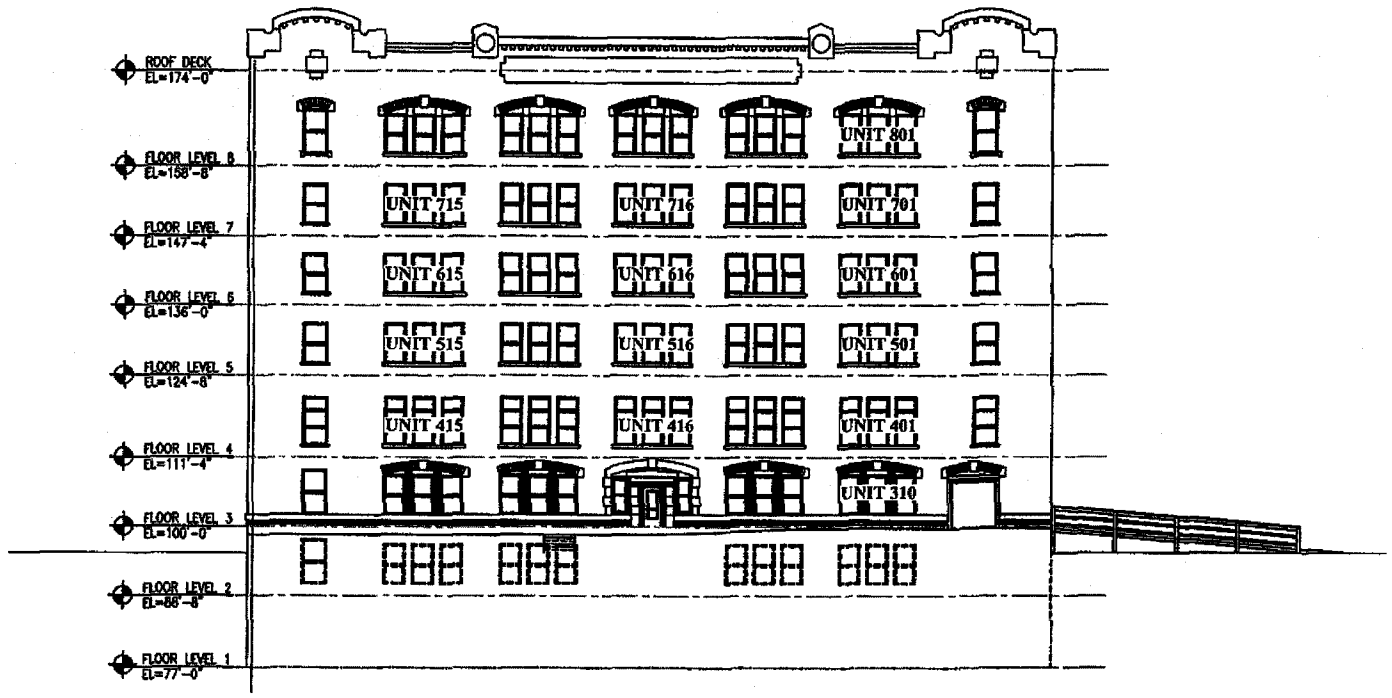 ROOF DECK
EL=174'-0"
UNIT 801
FLOOR LEVEL 8
EL=158'-8"
UNIT 715 UNIT 716 UNIT 701
FLOOR LEVEL 7
EL=147'-4"
UNIT 615 UNIT 616 UNIT 601
FLOOR LEVEL 6
EL=136'-0"
UNIT 515 UNIT 516 UNIT 501
FLOOR LEVEL 5
EL=124'-8"
UNIT 415 UNIT 416 UNIT 401
FLOOR LEVEL 4
EL=111'-4"
UNIT 310
FLOOR LEVEL 3
EL=100'-0"
FLOOR LEVEL 2
EL=88'-8"
FLOOR LEVEL 1
EL=77'-0"